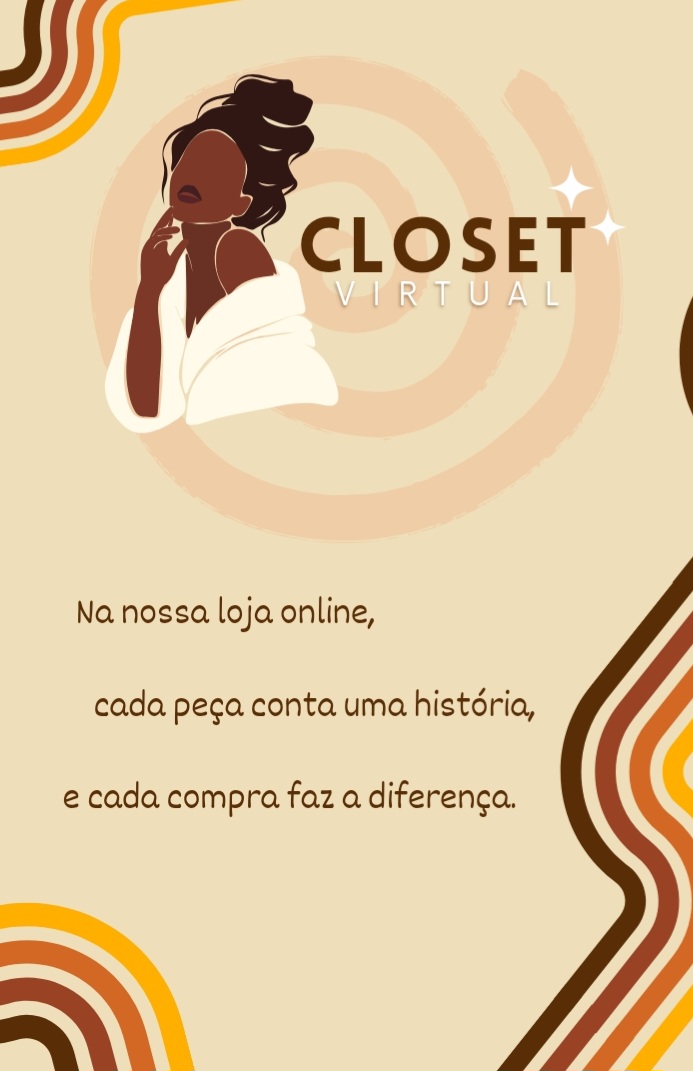 CLOSET
VIRTUAL
Na nossa loja online,
cada peça conta uma história,
e cada compra faz a diferença.